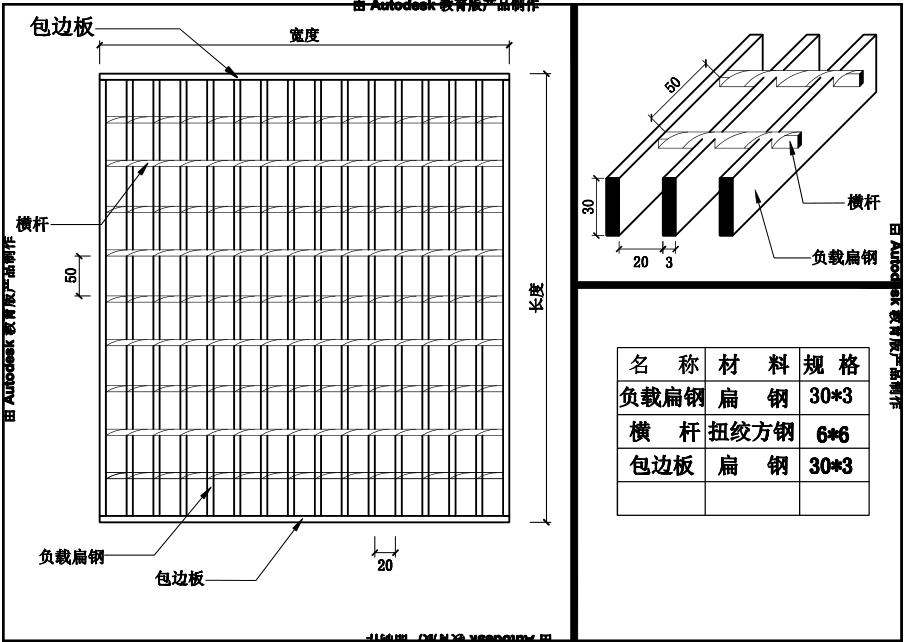 由 Autodesk 教育版产品制作
包边板
宽度
横杆
50
长度
负载扁钢
包边板
20
由 Autodesk 教育版产品制作
50
30
20
3
横杆
负载扁钢
由 Autodesk 教育版产品制作
名 称 材 料 规 格
负载扁钢 扁 钢 30*3
横 杆 扭绞方钢 6*6
包边板 扁 钢 30*3
由 Autodesk 教育版产品制作